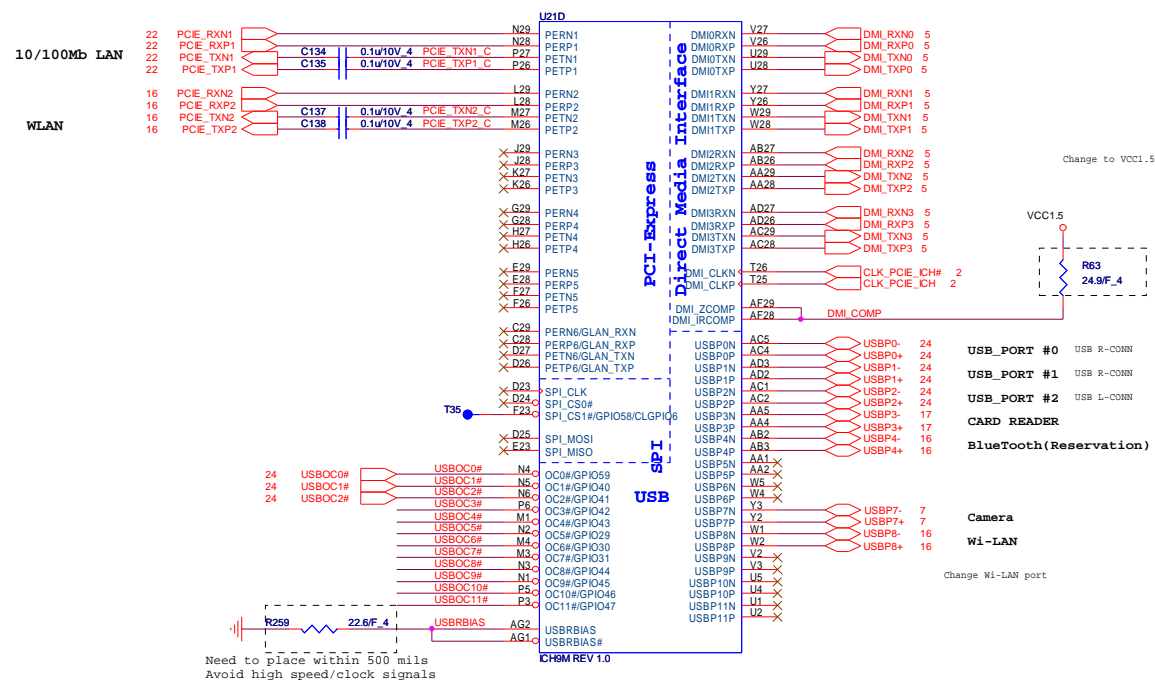 U21D
22 PCIE_RXN1 N29 PERN1 DMI0RXN V27 DMI_RXN0 5
22 PCIE_RXP1 N28 PERP1 DMI0RXP V26 DMI_RXP0 5
10/100Mb LAN
22 PCIE_TXN1 C134 0.1u/10V_4 PCIE_TXN1_C P27 PETN1 DMI0TXN U29 DMI_TXN0 5
22 PCIE_TXP1 C135 0.1u/10V_4 PCIE_TXP1_C P26 PETP1 DMI0TXP U28 DMI_TXP0 5
16 PCIE_RXN2 L29 PERN2 DMI1RXN Y27 DMI_RXN1 5
16 PCIE_RXP2 L28 PERP2 DMI1RXP Y26 DMI_RXP1 5
WLAN
16 PCIE_TXN2 C137 0.1u/10V_4 PCIE_TXN2_C M27 PETN2 DMI1TXN W29 DMI_TXN1 5
16 PCIE_TXP2 C138 0.1u/10V_4 PCIE_TXP2_C M26 PETP2 DMI1TXP W28 DMI_TXP1 5
J29 PERN3 DMI2RXN AB27 DMI_RXN2 5
J28 PERP3 DMI2RXP AB26 DMI_RXP2 5
Change to VCC1.5
K27 PETN3 DMI2TXN AA29 DMI_TXN2 5
K26 PETP3 DMI2TXP AA28 DMI_TXP2 5
PCI-Express
Direct Media Interface
G29 PERN4 DMI3RXN AD27 DMI_RXN3 5
G28 PERP4 DMI3RXP AD26 DMI_RXP3 5
VCC1.5
H27 PETN4 DMI3TXN AC29 DMI_TXN3 5
H26 PETP4 DMI3TXP AC28 DMI_TXP3 5
E29 PERN5 DMI_CLKN T26 CLK_PCIE_ICH# 2
E28 PERP5 DMI_CLKP T25 CLK_PCIE_ICH 2
R63
24.9/F_4
F27 PETN5
F26 PETP5 DMI_ZCOMP AF29
DMI_IRCOMP AF28 DMI_COMP
C29 PERN6/GLAN_RXN
C28 PERP6/GLAN_RXP USBP0N AC5 USBP0- 24
D27 PETN6/GLAN_TXN USBP0P AC4 USBP0+ 24 USB_PORT #0 USB R-CONN
D26 PETP6/GLAN_TXP USBP1N AD3 USBP1- 24
USBP1P AD2 USBP1+ 24 USB_PORT #1 USB R-CONN
D23 SPI_CLK USBP2N AC1 USBP2- 24
D24 SPI_CS0# USBP2P AC2 USBP2+ 24 USB_PORT #2 USB L-CONN
T35 F23 SPI_CS1#/GPIO58/CLGPIO6 USBP3N AA5 USBP3- 17
USBP3P AA4 USBP3+ 17 CARD READER
D25 SPI_MOSI USBP4N AB2 USBP4- 16
E23 SPI_MISO USBP4P AB3 USBP4+ 16 BlueTooth(Reservation)
SPI
USBP5N AA1
24 USBOC0# USBOC0# N4 OC0#/GPIO59 USBP5P AA2
24 USBOC1# USBOC1# N5 OC1#/GPIO40 USBP6N W5
24 USBOC2# USBOC2# N6 OC2#/GPIO41 USBP6P W4
USB
USBOC3# P6 OC3#/GPIO42 USBP7N Y3 USBP7- 7
USBOC4# M1 OC4#/GPIO43 USBP7P Y2 USBP7+ 7 Camera
USBOC5# N2 OC5#/GPIO29 USBP8N W1 USBP8- 16
USBOC6# M4 OC6#/GPIO30 USBP8P W2 USBP8+ 16 Wi-LAN
USBOC7# M3 OC7#/GPIO31 USBP9N V2
USBOC8# N3 OC8#/GPIO44 USBP9P V3
USBOC9# N1 OC9#/GPIO45 USBP10N U5
Change Wi-LAN port
USBOC10# P5 OC10#/GPIO46 USBP10P U4
USBOC11# P3 OC11#/GPIO47 USBP11N U1
USBP11P U2
R259 22.6/F_4 USBRBIAS AG2 USBRBIAS
AG1 USBRBIAS#
ICH9M REV 1.0
Need to place within 500 mils
Avoid high speed/clock signals